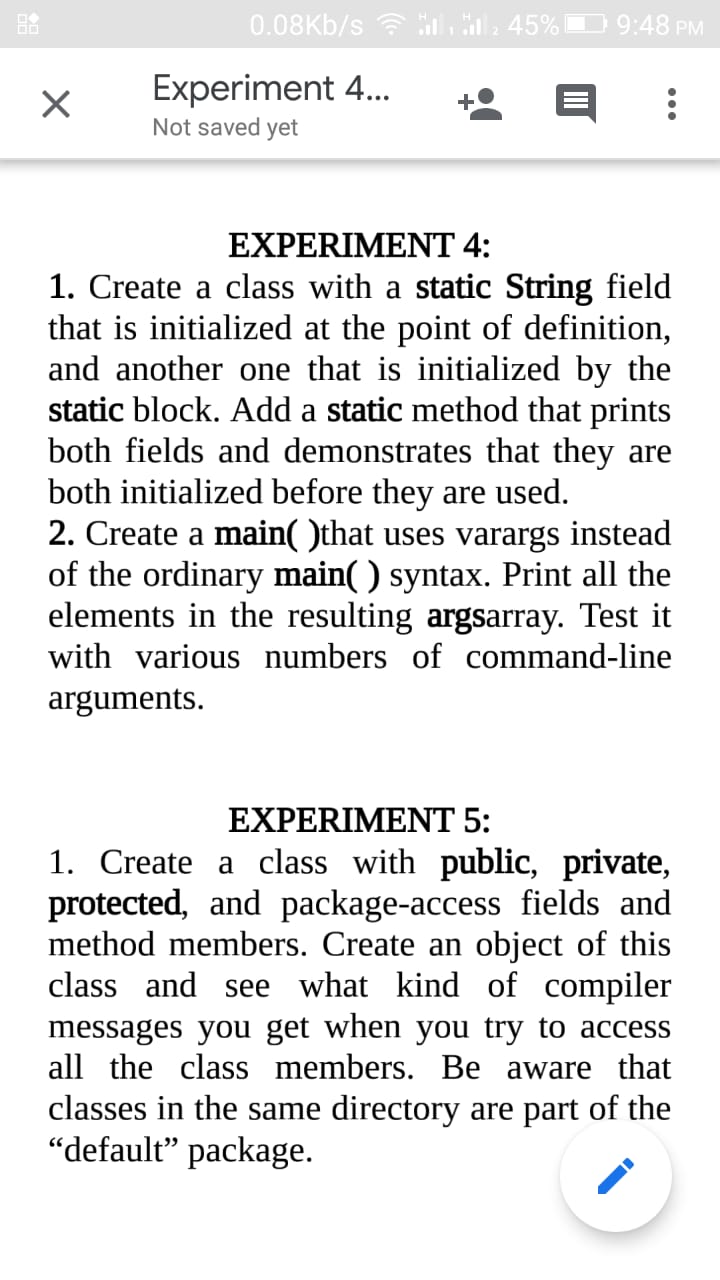 0.08Kb/s H 1 H 2 45% 9:48 PM
Experiment 4...
Not saved yet
EXPERIMENT 4:
1. Create a class with a static String field
that is initialized at the point of definition,
and another one that is initialized by the
static block. Add a static method that prints
both fields and demonstrates that they are
both initialized before they are used.
2. Create a main( )that uses varargs instead
of the ordinary main( ) syntax. Print all the
elements in the resulting argsarray. Test it
with various numbers of command-line
arguments.
EXPERIMENT 5:
1. Create a class with public, private,
protected, and package-access fields and
method members. Create an object of this
class and see what kind of compiler
messages you get when you try to access
all the class members. Be aware that
classes in the same directory are part of the
“default” package.